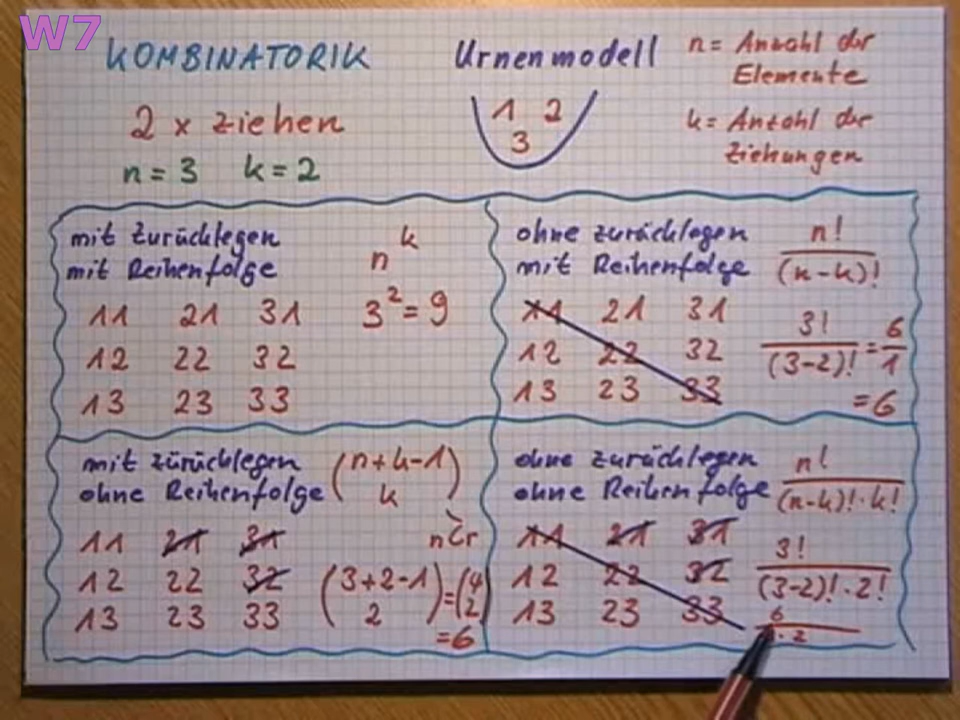 W7
KOMBINATORIK
Urnenmodell
n = Anzahl der
Elemente
k = Anzahl der
Ziehungen
2 x ziehen
n = 3 k = 2
1 2
3
mit Zurücklegen
mit Reihenfolge
n^k
3^2 = 9
11 21 31
12 22 32
13 23 33
ohne zurücklegen
mit Reihenfolge
n!
(n-k)!
11 21 31
12 22 32
13 23 33
3!
(3-2)! = 6/1
= 6
mit zürücklegen
ohne Reihenfolge
(n+k-1)
k
nCr
11 21 31
12 22 32
13 23 33
(3+2-1) = (4
2 2)
= 6
ohne zurücklegen
ohne Reihenfolge
n!
(n-k)!·k!
11 21 31
12 22 32
13 23 33
3!
(3-2)!·2!
6
· 2